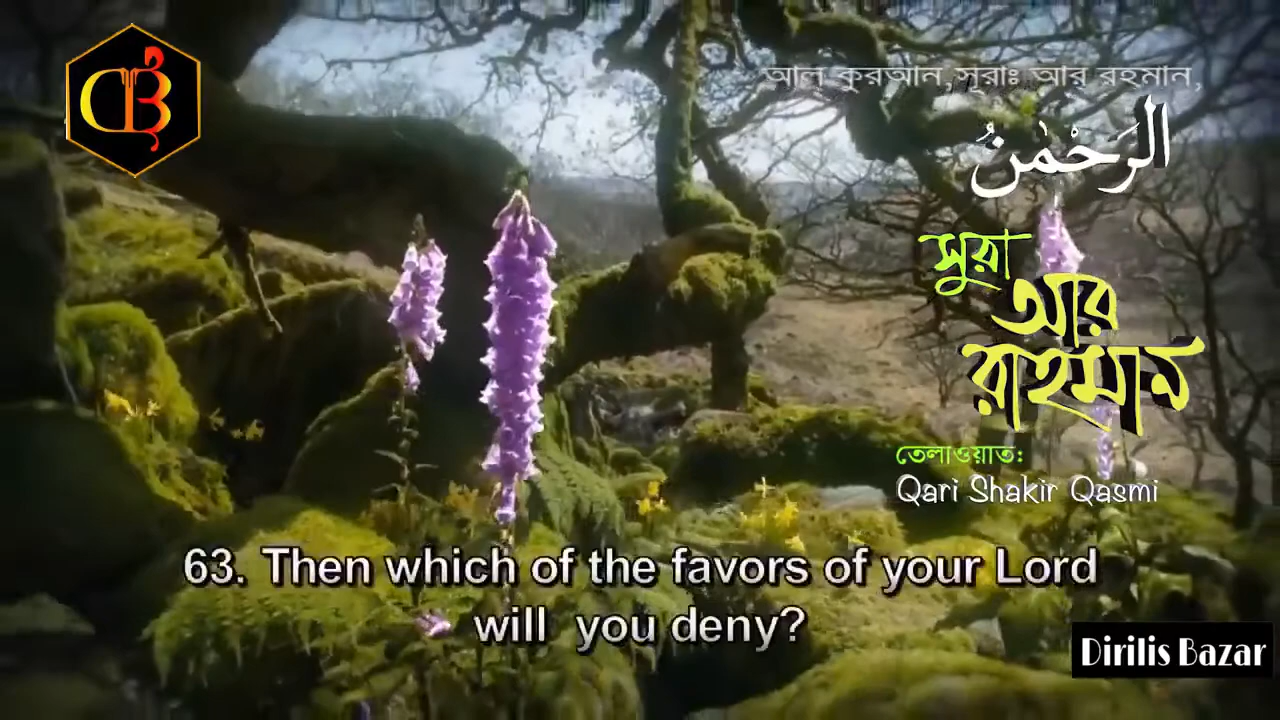 আল কুরআন, সূরাঃ আর রহমান,
الرَحْمٰنُ
সুরা
আর
রাহমান
তেলাওয়াত:
Qari Shakir Qasmi
63. Then which of the favors of your Lord
will you deny?
Dirilis Bazar